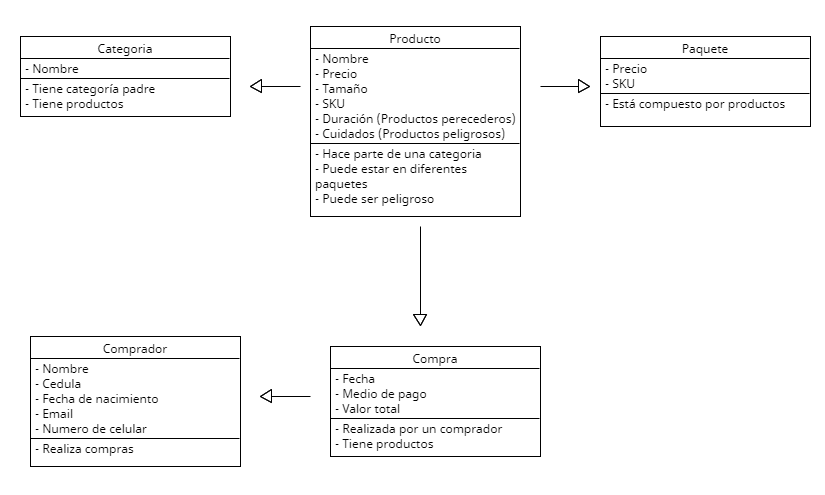 Categoria
- Nombre
- Tiene categoría padre
- Tiene productos
Producto
- Nombre
- Precio
- Tamaño
- SKU
- Duración (Productos perecederos)
- Cuidados (Productos peligrosos)
- Hace parte de una categoria
- Puede estar en diferentes
paquetes
- Puede ser peligroso
Paquete
- Precio
- SKU
- Está compuesto por productos
Comprador
- Nombre
- Cedula
- Fecha de nacimiento
- Email
- Numero de celular
- Realiza compras
Compra
- Fecha
- Medio de pago
- Valor total
- Realizada por un comprador
- Tiene productos